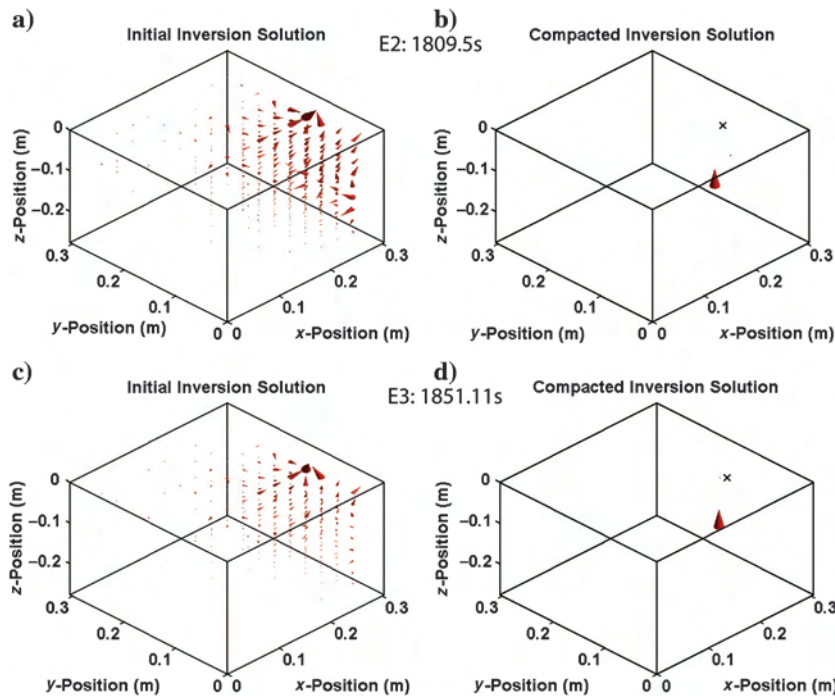 a)
Initial Inversion Solution
E2: 1809.5s
b)
Compacted Inversion Solution
z-Position (m)
0
−0.1
−0.2
0.3
0.2
0.1
0
y-Position (m)
0
0.1
0.2
0.3
x-Position (m)
z-Position (m)
0
−0.1
−0.2
0.3
0.2
0.1
0
y-Position (m)
0
0.1
0.2
0.3
x-Position (m)
c)
Initial Inversion Solution
E3: 1851.11s
d)
Compacted Inversion Solution
z-Position (m)
0
−0.1
−0.2
0.3
0.2
0.1
0
y-Position (m)
0
0.1
0.2
0.3
x-Position (m)
z-Position (m)
0
−0.1
−0.2
0.3
0.2
0.1
0
y-Position (m)
0
0.1
0.2
0.3
x-Position (m)